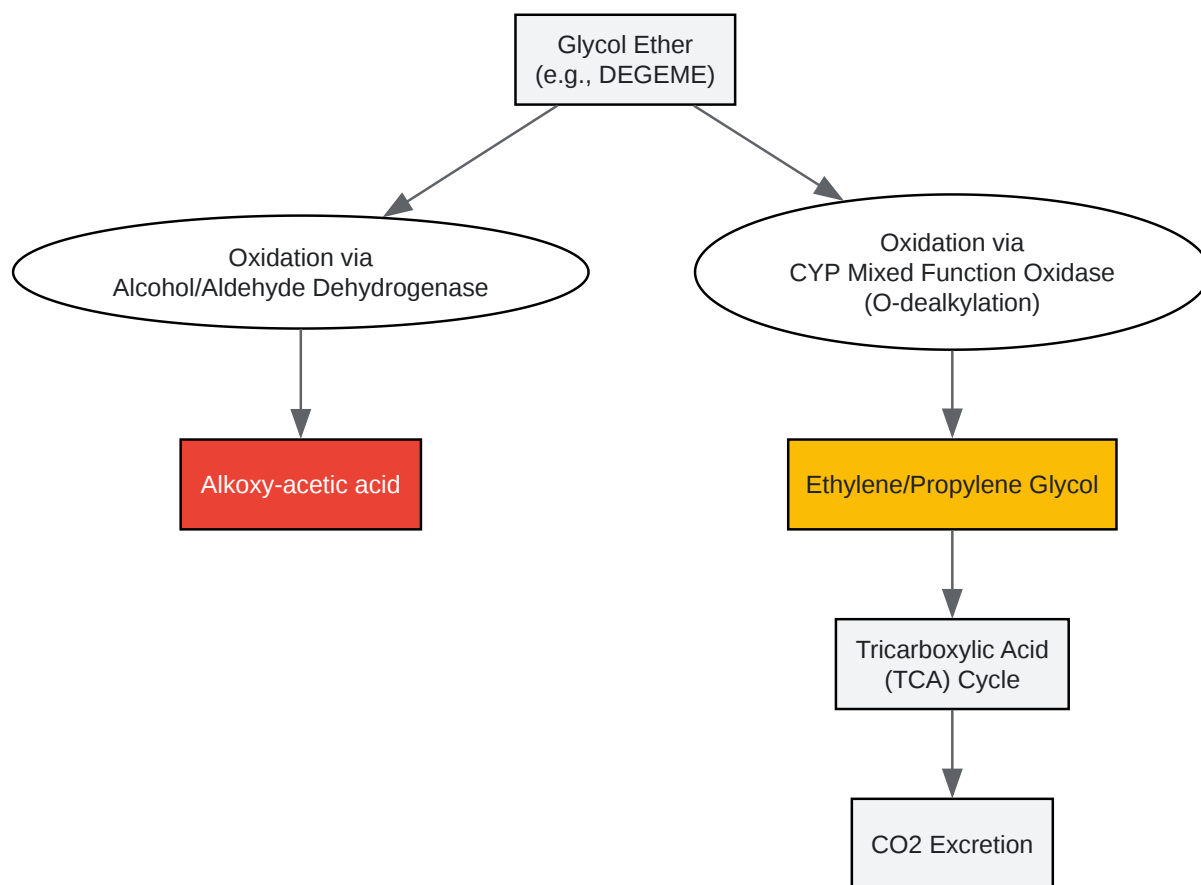 Glycol Ether
(e.g., DEGEME)
Oxidation via
Alcohol/Aldehyde Dehydrogenase
Oxidation via
CYP Mixed Function Oxidase
(O-dealkylation)
Alkoxy-acetic acid
Ethylene/Propylene Glycol
Tricarboxylic Acid
(TCA) Cycle
CO2 Excretion